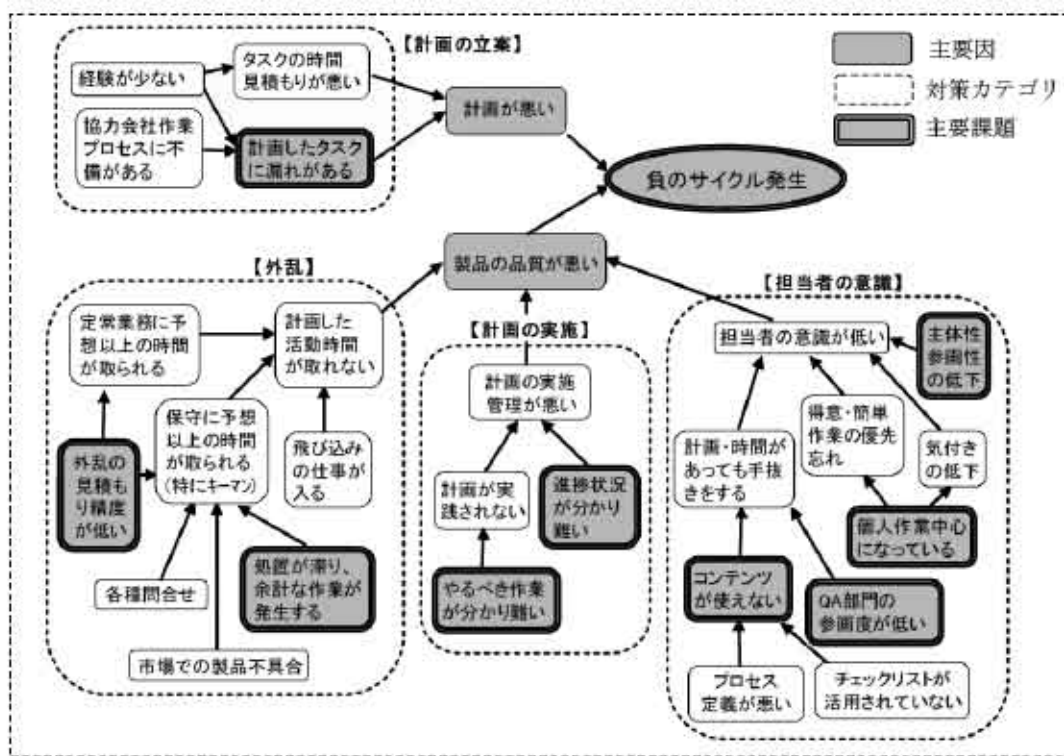 【計画の立案】
経験が少ない
タスクの時間
見積もりが悪い
協力会社作業
プロセスに不
備がある
計画したタスク
に漏れがある
計画が悪い
主要因
対策カテゴリ
主要課題
負のサイクル発生
製品の品質が悪い
【外乱】
定常業務に予
想以上の時間
が取られる
計画した
活動時間
が取れない
保守に予想
以上の時間
が取られる
(特にキーマン)
飛び込み
の仕事が
入る
外乱の
見積も
り精度
が低い
各種問合せ
処置が滞り、
余計な作業が
発生する
市場での製品不具合
【計画の実施】
計画の実施
管理が悪い
計画が実
践されない
進捗状況
が分かり
難い
やるべき作業
が分かり難い
【担当者の意識】
担当者の意識が低い
主体性
参画性
の低下
計画・時間が
あっても手抜
きをする
得意・簡単
作業の優先
忘れ
気付き
の低下
個人作業中心
になっている
コンテンツ
が使えない
QA部門の
参画度が低い
プロセス
定義が悪い
チェックリストが
活用されていない